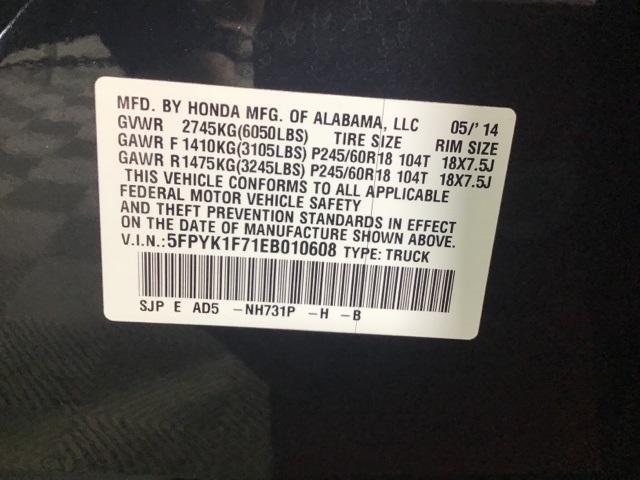 MFD. BY HONDA MFG. OF ALABAMA, LLC 05/'14
GVWR 2745KG(6050LBS) TIRE SIZE RIM SIZE
GAWR F 1410KG(3105LBS) P245/60R18 104T 18X7.5J
GAWR R 1475KG(3245LBS) P245/60R18 104T 18X7.5J
THIS VEHICLE CONFORMS TO ALL APPLICABLE
FEDERAL MOTOR VEHICLE SAFETY
AND THEFT PREVENTION STANDARDS IN EFFECT
ON THE DATE OF MANUFACTURE SHOWN ABOVE.
V.I.N.:5FPYK1F71EB010608 TYPE: TRUCK
SJP E AD5 -NH731P -H -B